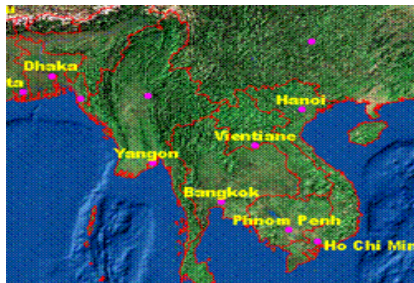 Dhaka
ta
Hanoi
Vientiane
Yangon
Bangkok
Phnom Penh
Ho Chi Min